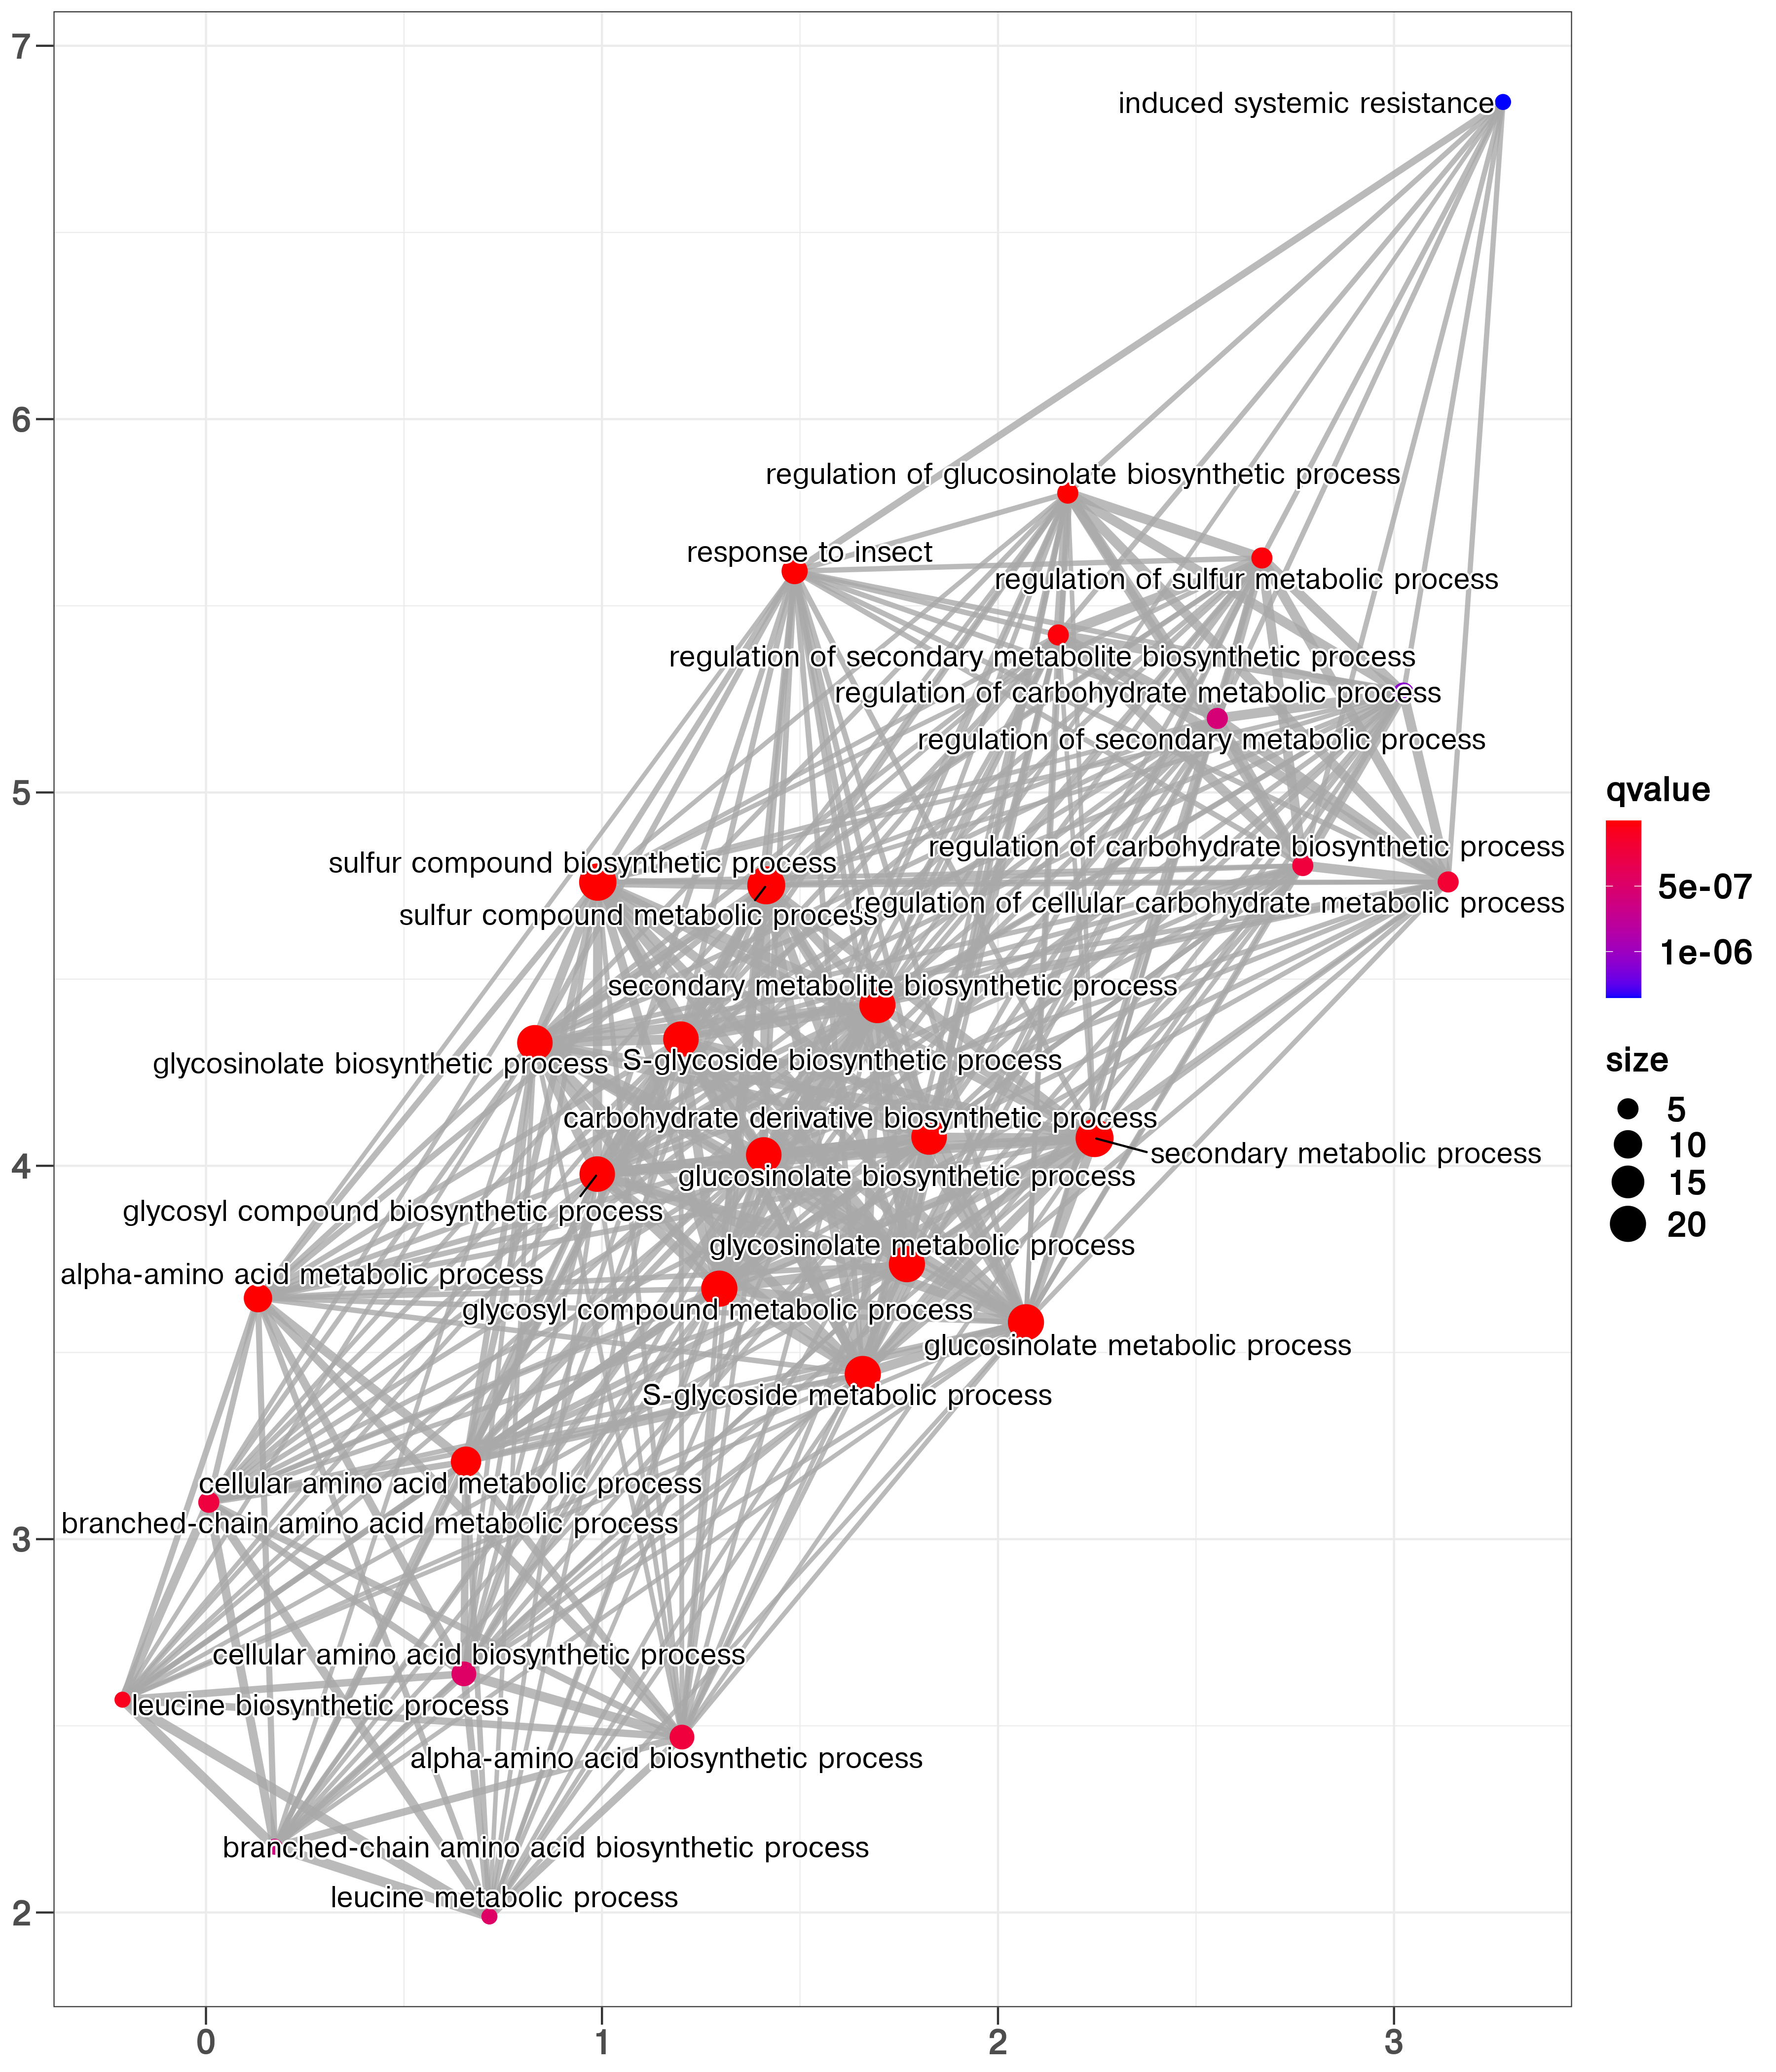 7
induced systemic resistance
6
regulation of glucosinolate biosynthetic process
response to insect
regulation of sulfur metabolic process
regulation of secondary metabolite biosynthetic process
regulation of carbohydrate metabolic process
regulation of secondary metabolic process
5
qvalue
5e-07
1e-06
regulation of carbohydrate biosynthetic process
sulfur compound biosynthetic process
regulation of cellular carbohydrate metabolic process
sulfur compound metabolic process
secondary metabolite biosynthetic process
S-glycoside biosynthetic process
glycosinolate biosynthetic process
size
5
10
15
20
carbohydrate derivative biosynthetic process
secondary metabolic process
4
glucosinolate biosynthetic process
glycosyl compound biosynthetic process
glycosinolate metabolic process
alpha-amino acid metabolic process
glycosyl compound metabolic process
glucosinolate metabolic process
S-glycoside metabolic process
cellular amino acid metabolic process
branched-chain amino acid metabolic process
3
cellular amino acid biosynthetic process
leucine biosynthetic process
alpha-amino acid biosynthetic process
branched-chain amino acid biosynthetic process
leucine metabolic process
2
0
1
2
3